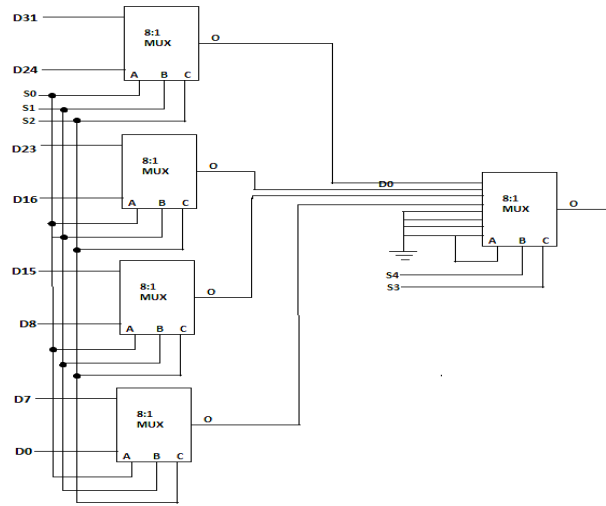 D31
8:1
MUX
O
D24
A B C
S0
S1
S2
D23
8:1
MUX
O
D16
A B C
D0
8:1
MUX
O
A B C
D15
8:1
MUX
O
S4
S3
D8
A B C
D7
8:1
MUX
O
D0
A B C